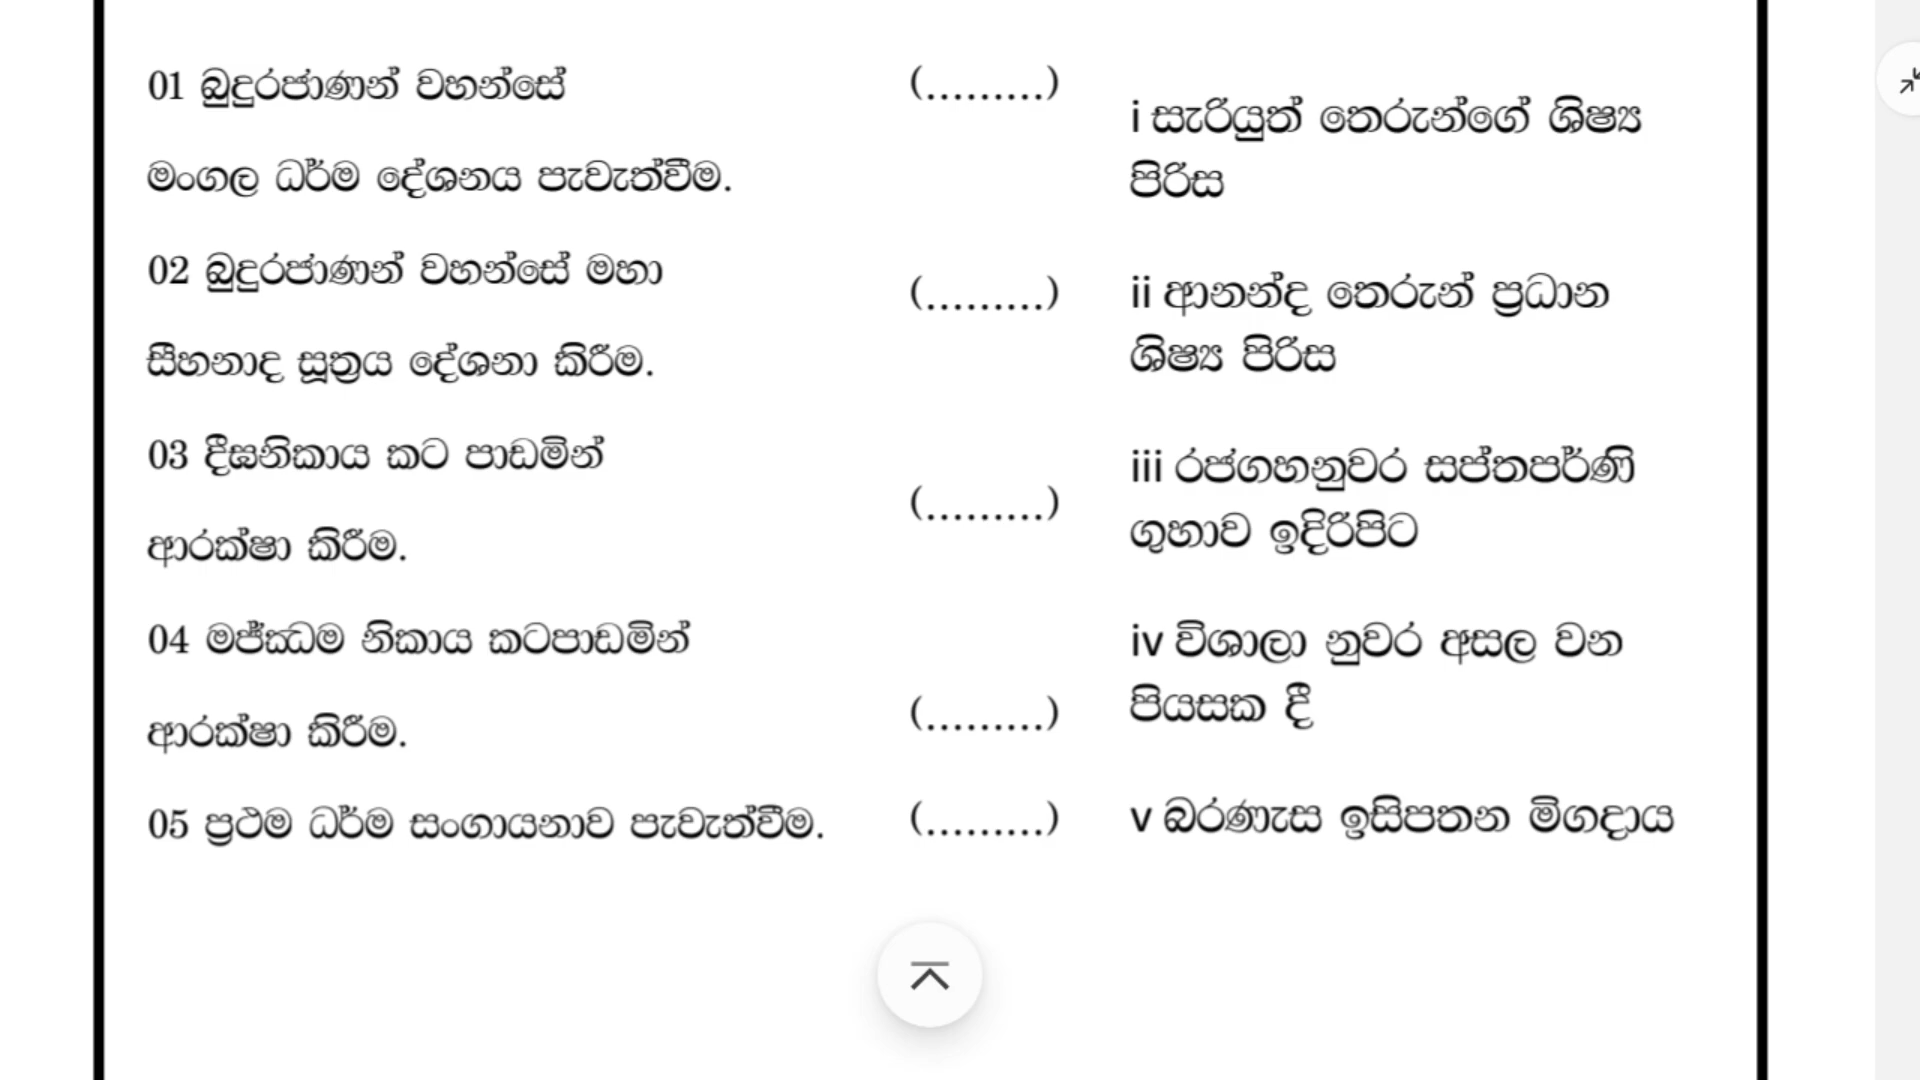 01 බුදුරජාණන් වහන්සේ
මංගල ධර්ම දේශනය පැවැත්වීම.
(.........)
02 බුදුරජාණන් වහන්සේ මහා
සීහනාද සූත්‍රය දේශනා කිරීම.
(.........)
03 දීඝනිකාය කට පාඩමින්
ආරක්ෂා කිරීම.
(.........)
04 මජ්ඣම නිකාය කටපාඩමින්
ආරක්ෂා කිරීම.
(.........)
05 ප්‍රථම ධර්ම සංගායනාව පැවැත්වීම.
(.........)
i සැරියුත් තෙරුන්ගේ ශිෂ්‍ය
පිරිස
ii ආනන්ද තෙරුන් ප්‍රධාන
ශිෂ්‍ය පිරිස
iii රජගහනුවර සප්තපර්ණි
ගුහාව ඉදිරිපිට
iv විශාලා නුවර අසල වන
පියසක දී
v බරණැස ඉසිපතන මිගදාය